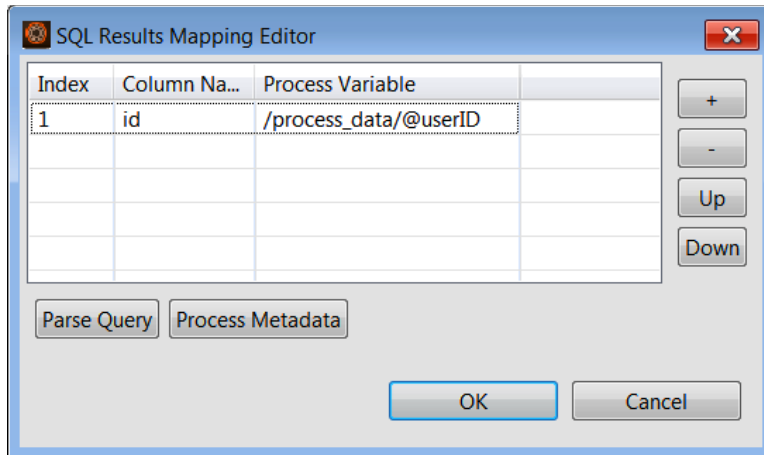 SQL Results Mapping Editor
Index Column Na... Process Variable
1 id /process_data/@userID
+
-
Up
Down
Parse Query Process Metadata
OK Cancel